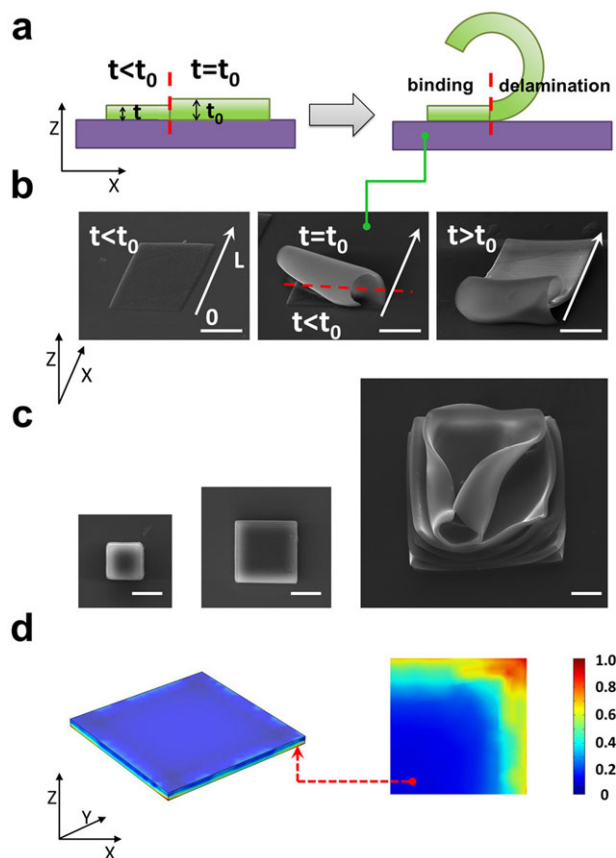 a
t<t₀ t=t₀
t
t₀
Z
X
binding delamination
b
t<t₀
L
0
t=t₀
t<t₀
t>t₀
Z
X
c
d
Z
Y
X
1.0
0.8
0.6
0.4
0.2
0